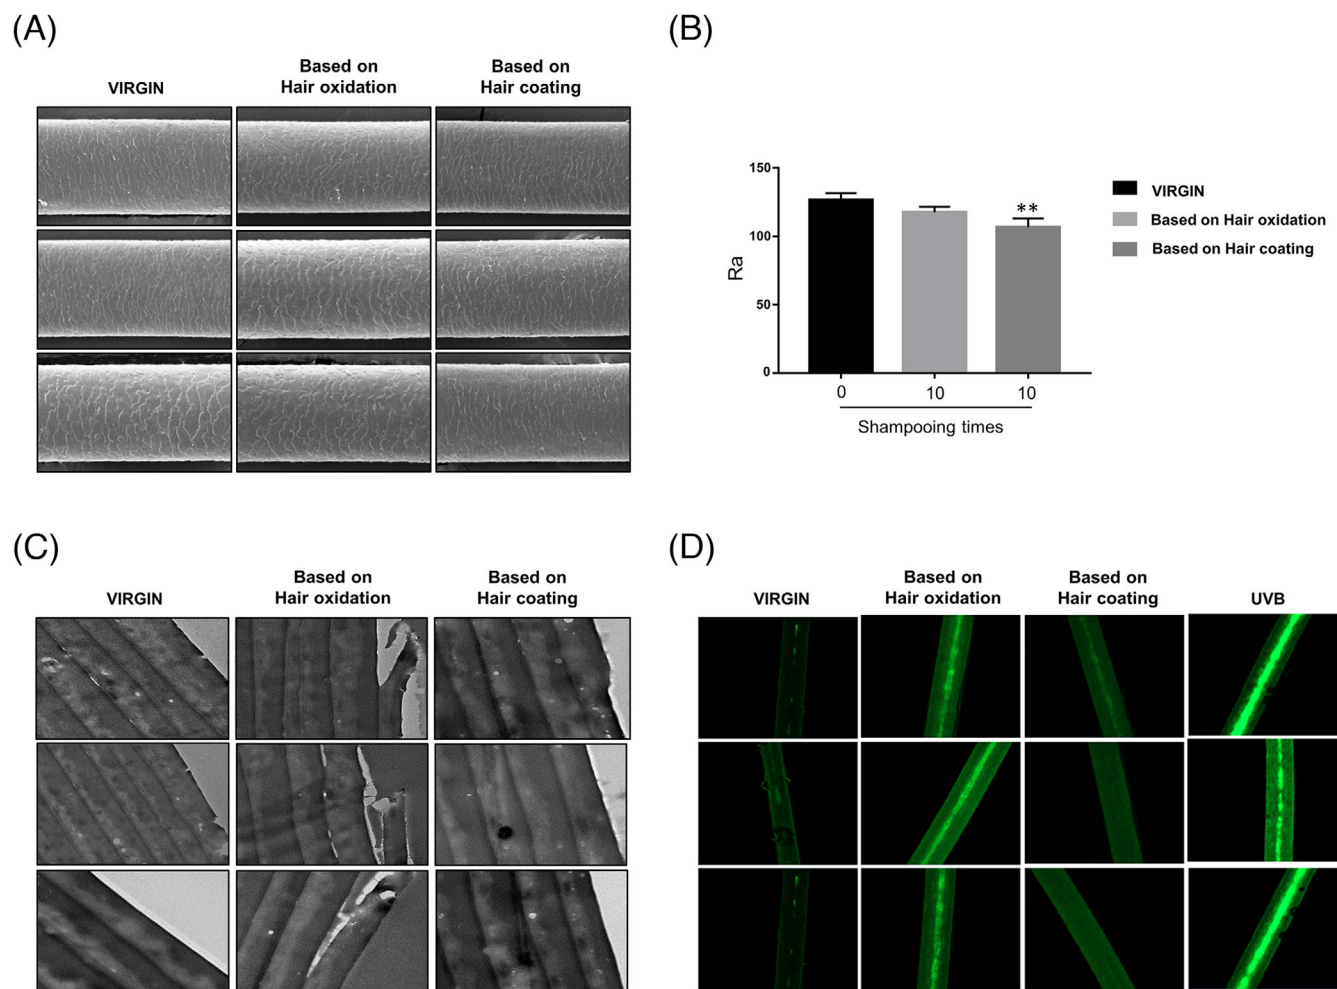 (A)
VIRGIN
Based on
Hair oxidation
Based on
Hair coating
(B)
150
100
50
0
Ra
0
10
10
**
Shampooing times
VIRGIN
Based on Hair oxidation
Based on Hair coating
(C)
VIRGIN
Based on
Hair oxidation
Based on
Hair coating
(D)
VIRGIN
Based on
Hair oxidation
Based on
Hair coating
UVB